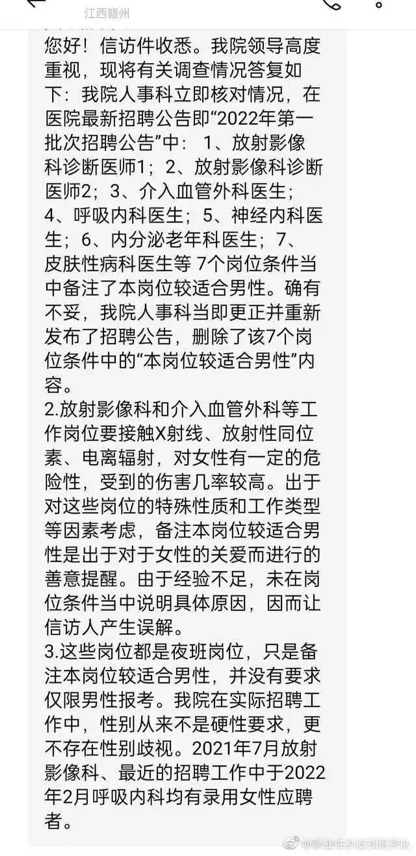 江西赣州
您好！信访件收悉。我院领导高度
重视，现将有关调查情况答复如
下：我院人事科立即核对情况，在
医院最新招聘公告即“2022年第一
批次招聘公告”中： 1、放射影像
科诊断医师1；2、放射影像科诊断
医师2；3、介入血管外科医生；
4、呼吸内科医生；5、神经内科医
生；6、内分泌老年科医生；7、
皮肤性病科医生等 7个岗位条件当
中备注了本岗位较适合男性。确有
不妥，我院人事科当即更正并重新
发布了招聘公告，删除了该7个岗
位条件中的“本岗位较适合男性”内
容。
2.放射影像科和介入血管外科等工
作岗位要接触X射线、放射性同位
素、电离辐射，对女性有一定的危
险性，受到的伤害几率较高。出于
对这些岗位的特殊性质和工作类型
等因素考虑，备注本岗位较适合男
性是出于对于女性的关爱而进行的
善意提醒。由于经验不足，未在岗
位条件当中说明具体原因，因而让
信访人产生误解。
3.这些岗位都是夜班岗位，只是备
注本岗位较适合男性，并没有要求
仅限男性报考。我院在实际招聘工
作中，性别从来不是硬性要求，更
不存在性别歧视。2021年7月放射
影像科、最近的招聘工作中于2022
年2月呼吸内科均有录用女性应聘
者。